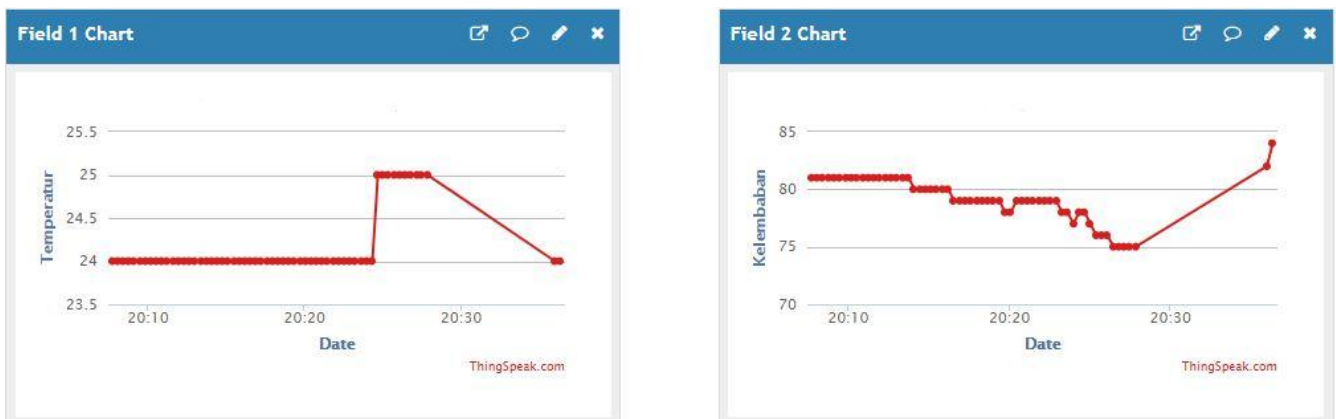 Field 1 Chart
25.5
25
24.5
24
23.5
Temperatur
20:10 20:20 20:30
Date
ThingSpeak.com
Field 2 Chart
85
80
75
70
Kelembaban
20:10 20:20 20:30
Date
ThingSpeak.com